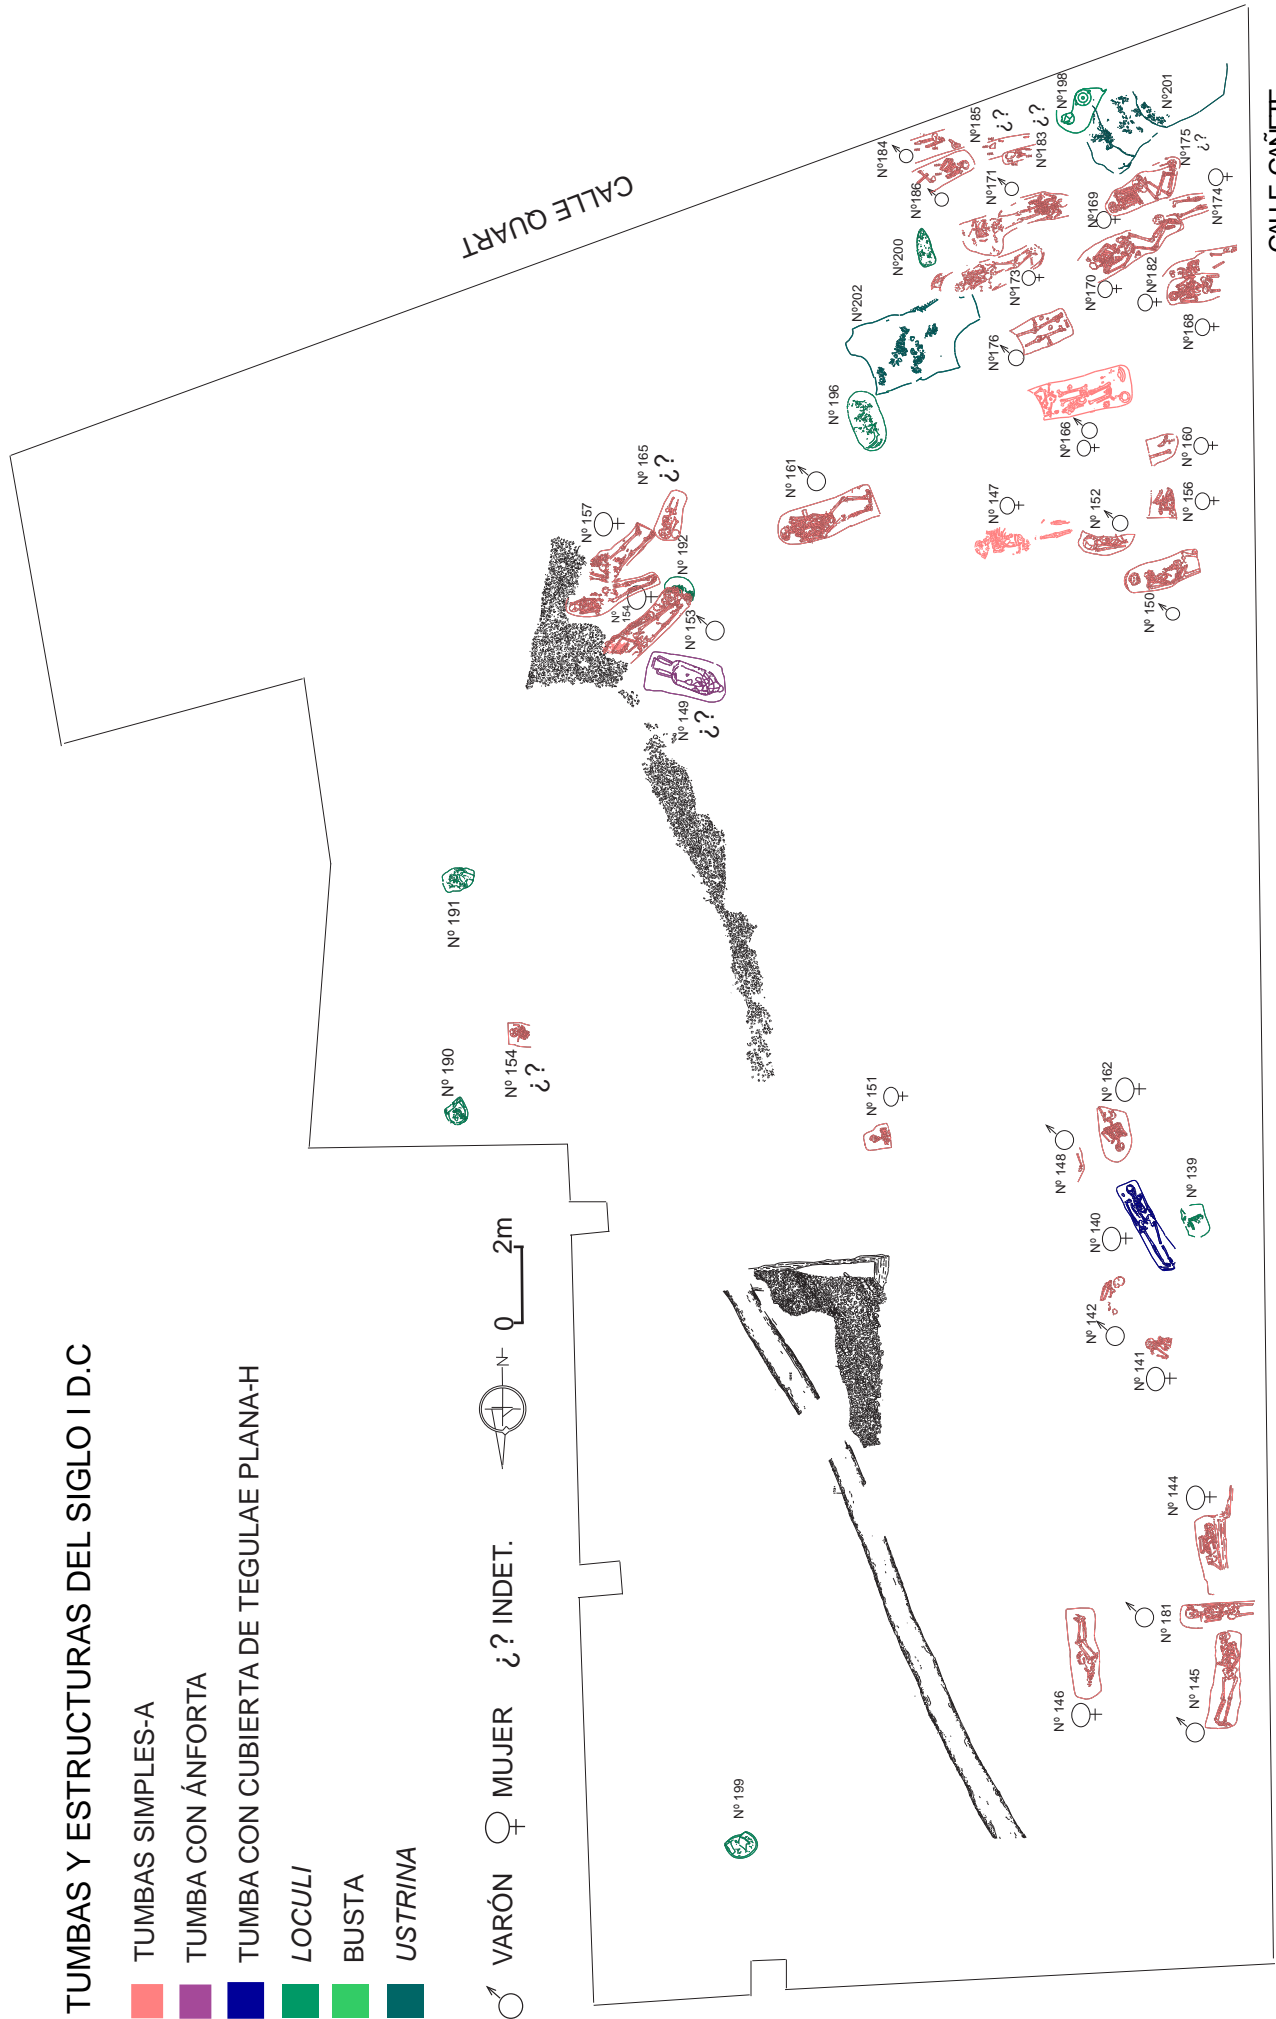 TUMBAS Y ESTRUCTURAS DEL SIGLO I D.C
TUMBAS SIMPLES-A
TUMBA CON ÁNFORTA
TUMBA CON CUBIERTA DE TEGULAE PLANA-H
LOCULI
BUSTA
USTRINA
VARÓN
MUJER
¿? INDET.
N
0 2m
CALLE QUART
CALLE CAÑETE
Nº 199
Nº 190
Nº 191
Nº 154
¿?
Nº 157
Nº 165
¿?
Nº 154
Nº 192
Nº 153
Nº 149
¿?
Nº 161
Nº 196
Nº202
Nº200
Nº184
Nº186
Nº185
¿?
Nº183
¿?
Nº171
Nº173
Nº176
Nº198
Nº201
Nº175
¿?
Nº174
Nº169
Nº170
Nº182
Nº168
Nº166
Nº 160
Nº 156
Nº 147
Nº 152
Nº 150
Nº 151
Nº 162
Nº 148
Nº 139
Nº 140
Nº 142
Nº 141
Nº 144
Nº 181
Nº 146
Nº 145